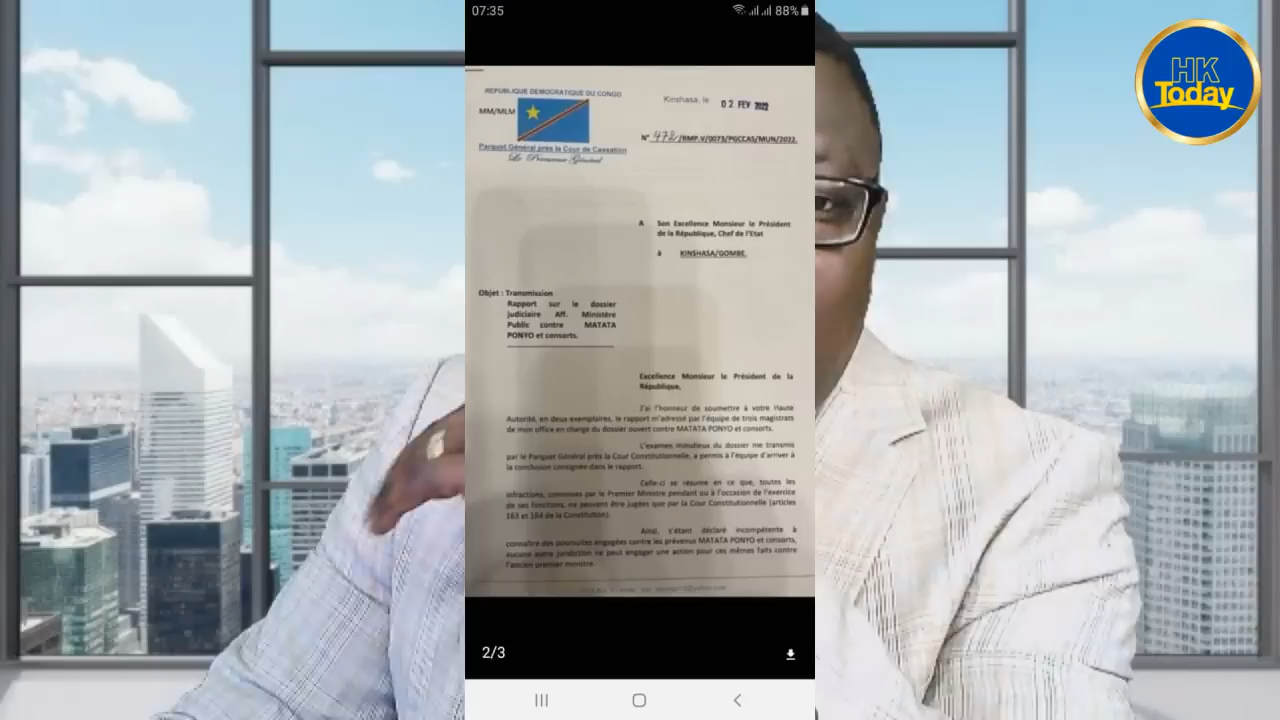 07:35
88%
HK
Today
REPUBLIQUE DEMOCRATIQUE DU CONGO
MM/MLM
Parquet Général près la Cour de Cassation
Le Procureur Général
Kinshasa, le 02 FEV 2022
N° 472/RMP.V/0073/PGCCAS/MUN/2022.
A Son Excellence Monsieur le Président
de la République, Chef de l'Etat
à KINSHASA/GOMBE.
Objet : Transmission
Rapport sur le dossier
judiciaire Aff. Ministère
Public contre MATATA
PONYO et consorts.
Excellence Monsieur le Président de la
République,
J'ai l'honneur de soumettre à votre Haute
Autorité, en deux exemplaires, le rapport m'adressé par l'équipe de trois magistrats
de mon office en charge du dossier ouvert contre MATATA PONYO et consorts.
L'examen minutieux du dossier me transmis
par le Parquet Général près la Cour Constitutionnelle, a permis à l'équipe d'arriver à
la conclusion consignée dans le rapport.
Celle-ci se résume en ce que, toutes les
infractions, commises par le Premier Ministre pendant ou à l'occasion de l'exercice
de ses fonctions, ne peuvent être jugées que par la Cour Constitutionnelle (articles
163 et 164 de la Constitution).
Ainsi, s'étant déclaré incompétente à
connaître des poursuites engagées contre les prévenus MATATA PONYO et consorts,
aucune autre juridiction ne peut engager une action pour ces mêmes faits contre
l'ancien premier ministre.
2/3